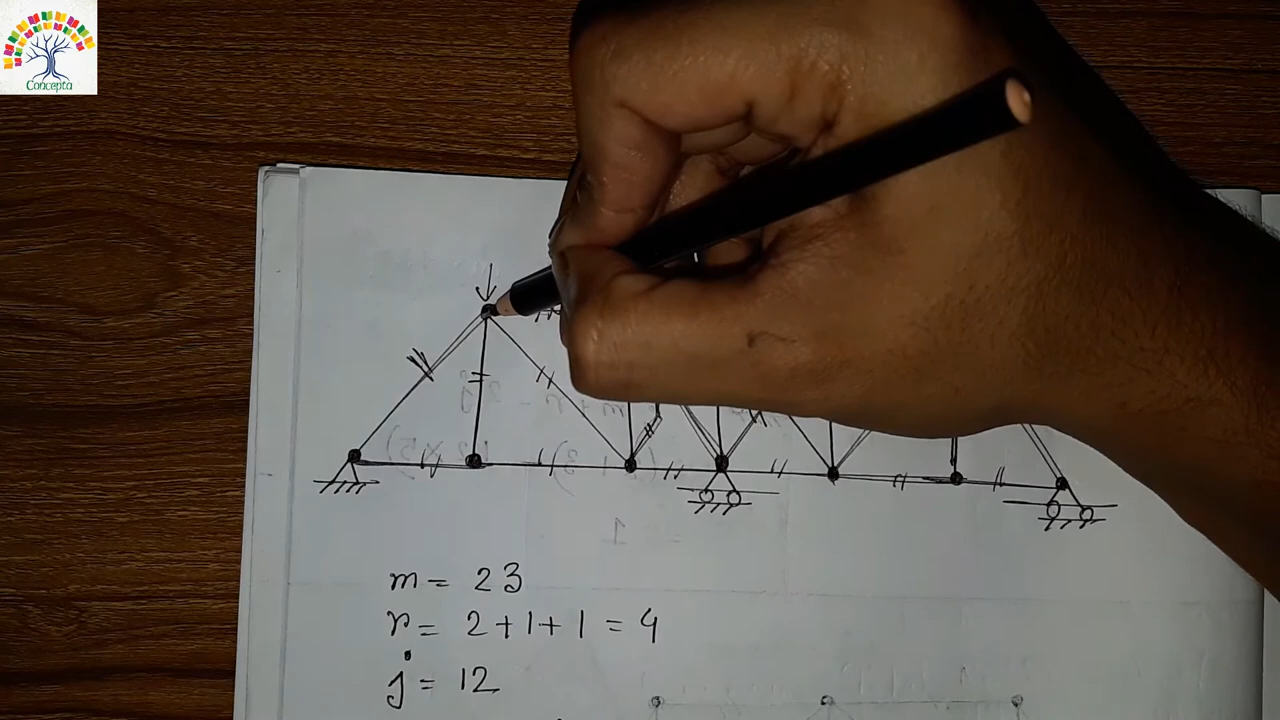 Concepta
m = 23
r = 2+1+1 = 4
j = 12